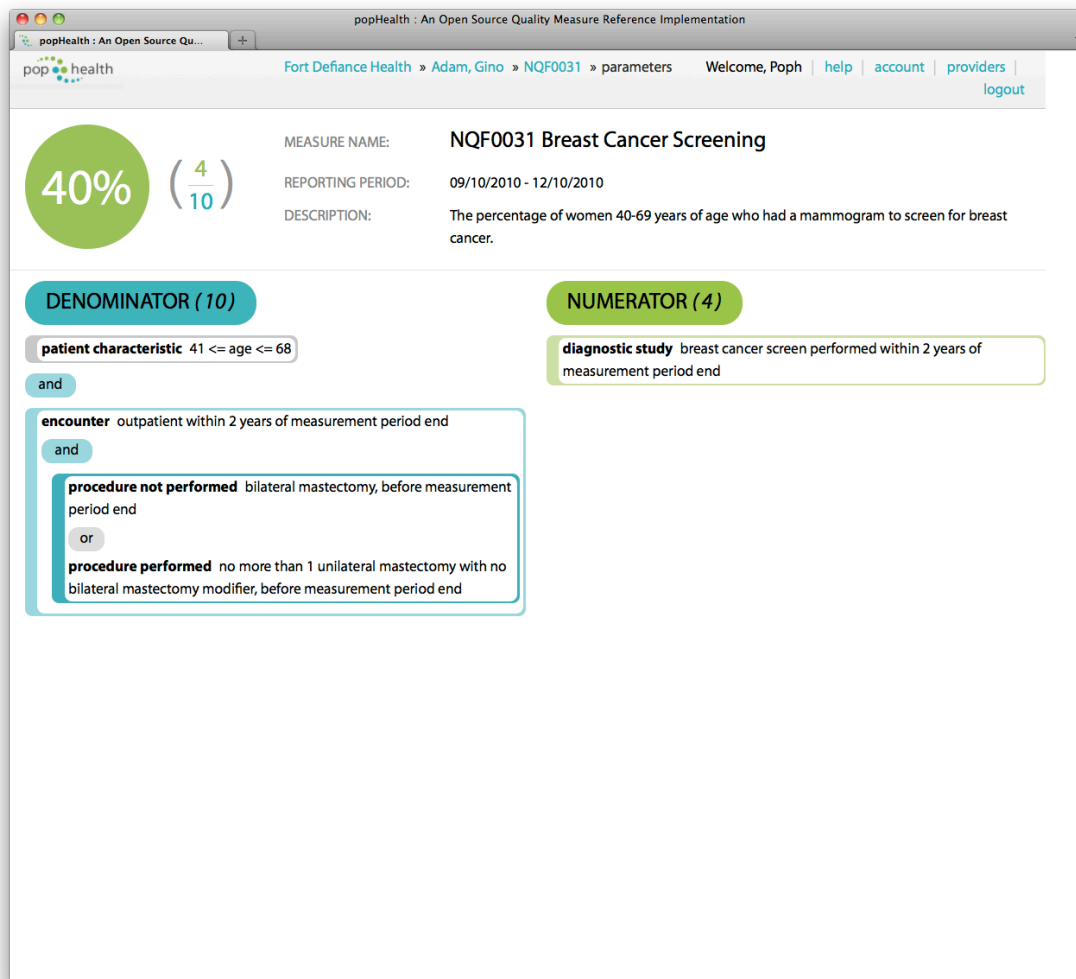 popHealth : An Open Source Quality Measure Reference Implementation
popHealth : An Open Source Qu...
+
pop health
Fort Defiance Health » Adam, Gino » NQF0031 » parameters
Welcome, Poph | help | account | providers |
logout
40%
(4
10)
MEASURE NAME: NQF0031 Breast Cancer Screening
REPORTING PERIOD: 09/10/2010 - 12/10/2010
DESCRIPTION: The percentage of women 40-69 years of age who had a mammogram to screen for breast
cancer.
DENOMINATOR (10)
patient characteristic 41 <= age <= 68
and
encounter outpatient within 2 years of measurement period end
and
procedure not performed bilateral mastectomy, before measurement
period end
or
procedure performed no more than 1 unilateral mastectomy with no
bilateral mastectomy modifier, before measurement period end
NUMERATOR (4)
diagnostic study breast cancer screen performed within 2 years of
measurement period end